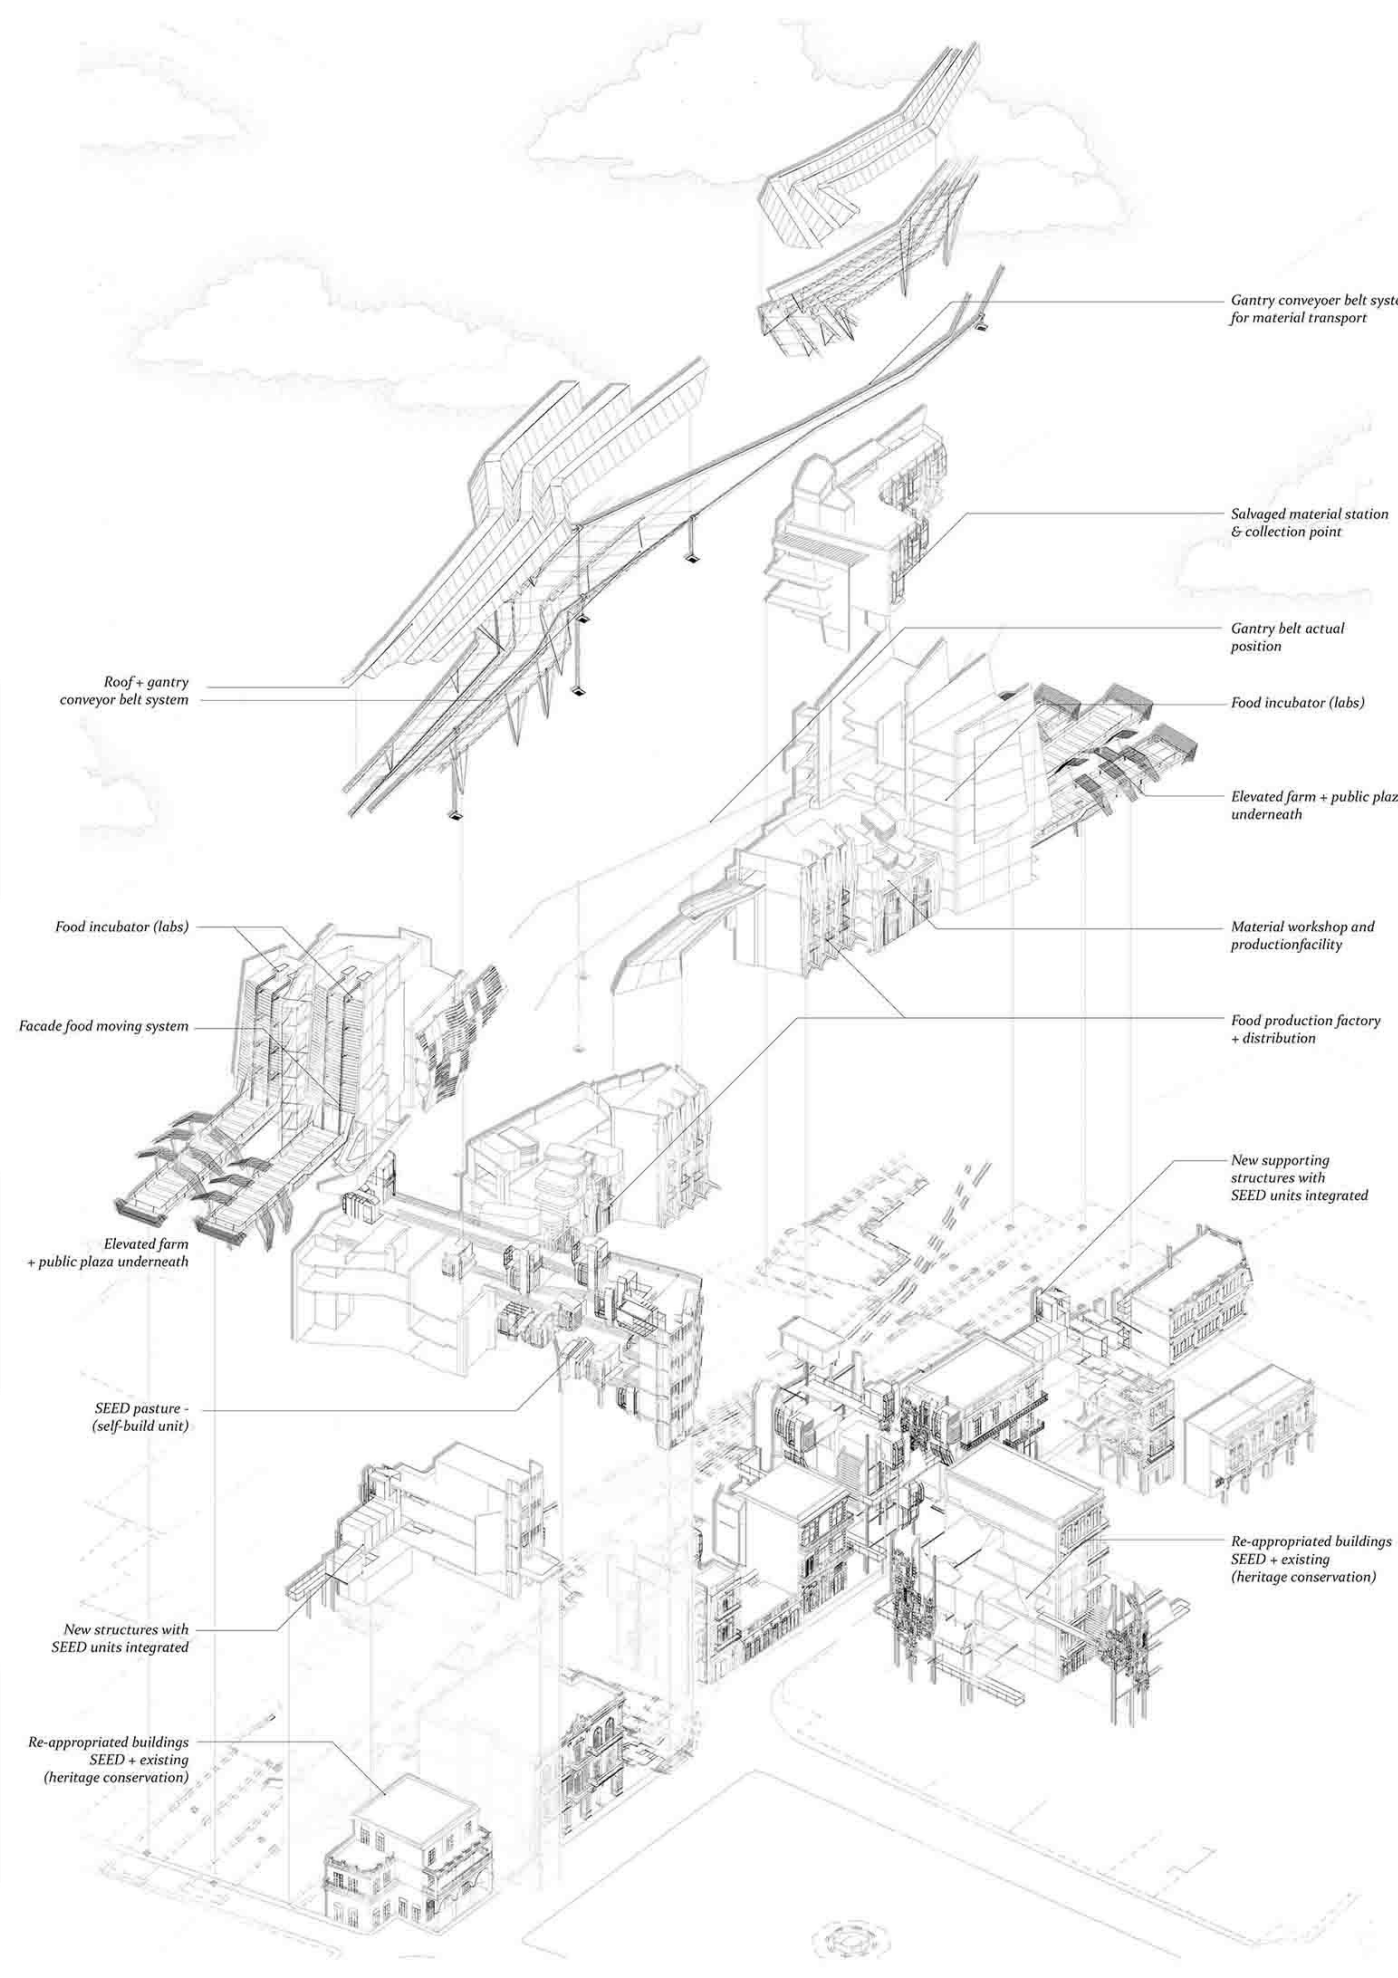 Gantry conveyoer belt syste
for material transport
Salvaged material station
& collection point
Gantry belt actual
position
Roof + gantry
conveyor belt system
Food incubator (labs)
Elevated farm + public plaz
underneath
Food incubator (labs)
Material workshop and
productionfacility
Facade food moving system
Food production factory
+ distribution
New supporting
structures with
SEED units integrated
Elevated farm
+ public plaza underneath
SEED pasture -
(self-build unit)
Re-appropriated buildings
SEED + existing
(heritage conservation)
New structures with
SEED units integrated
Re-appropriated buildings
SEED + existing
(heritage conservation)